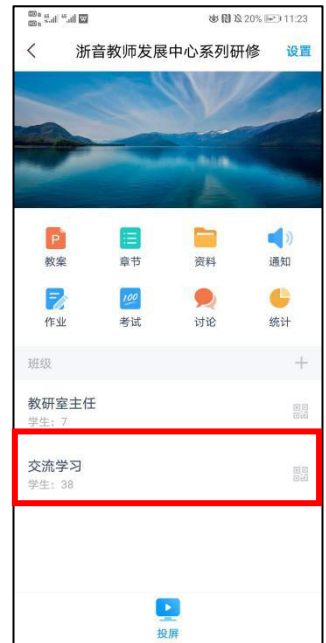 20% 11:23
浙音教师发展中心系列研修 设置
P
教案 章节 资料 通知
100
作业 考试 讨论 统计
班级
教研室主任
学生: 7
交流学习
学生: 38
投屏